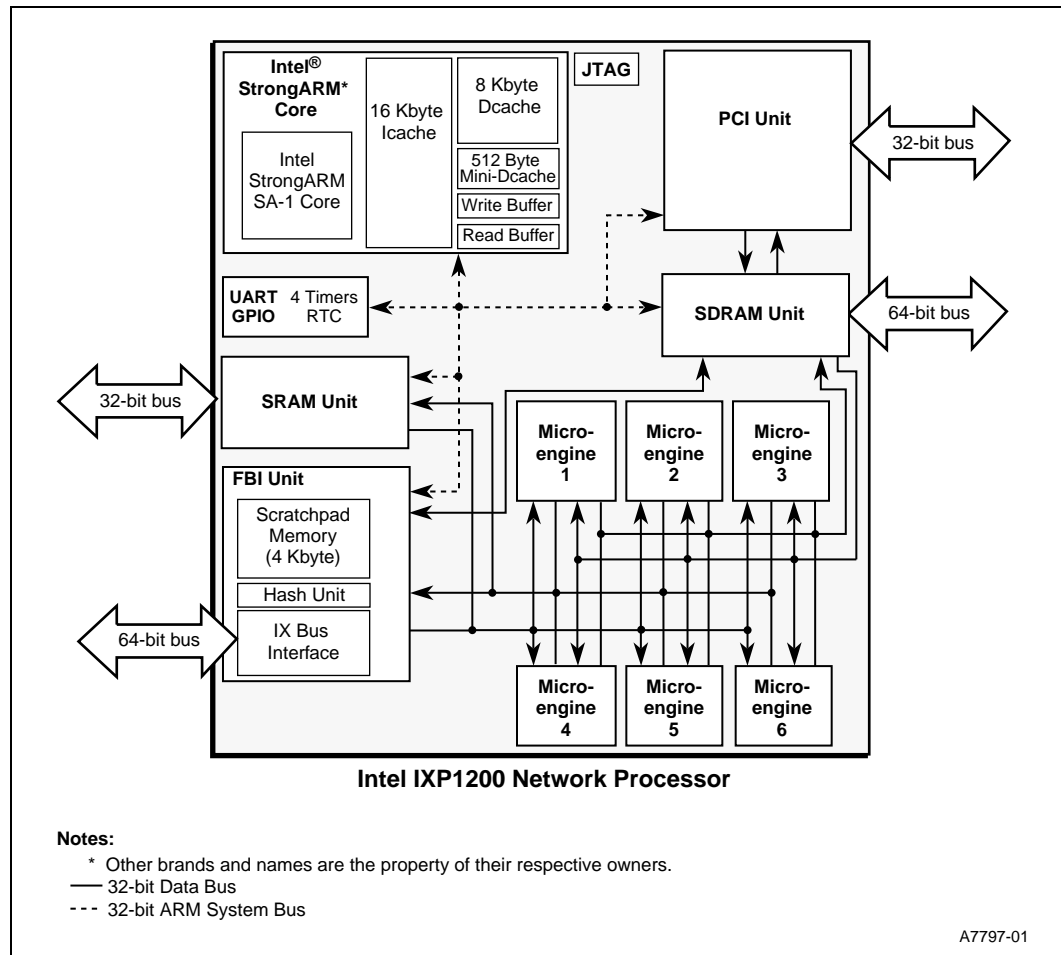 Intel®
StrongARM*
Core
Intel
StrongARM
SA-1 Core
16 Kbyte
Icache
8 Kbyte
Dcache
512 Byte
Mini-Dcache
Write Buffer
Read Buffer
JTAG
PCI Unit
32-bit bus
UART 4 Timers
GPIO RTC
SDRAM Unit
64-bit bus
32-bit bus
SRAM Unit
FBI Unit
Scratchpad
Memory
(4 Kbyte)
Hash Unit
IX Bus
Interface
64-bit bus
Micro-
engine
1
Micro-
engine
2
Micro-
engine
3
Micro-
engine
4
Micro-
engine
5
Micro-
engine
6
Intel IXP1200 Network Processor
Notes:
* Other brands and names are the property of their respective owners.
32-bit Data Bus
32-bit ARM System Bus
A7797-01